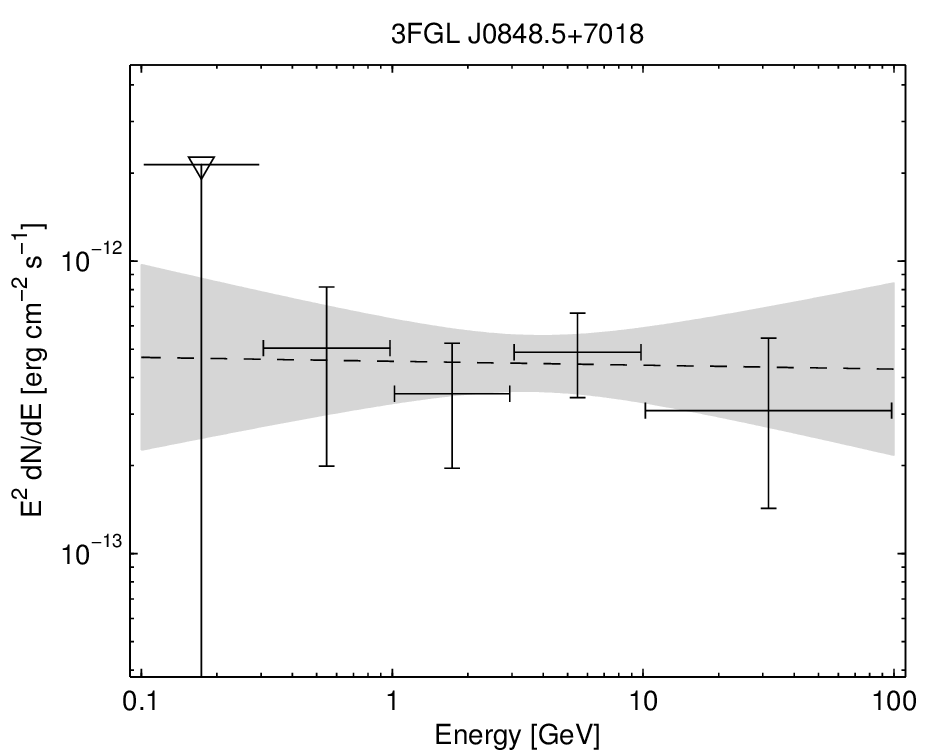 3FGL J0848.5+7018
E² dN/dE [erg cm⁻² s⁻¹]
10⁻¹²
10⁻¹³
0.1 1 10 100
Energy [GeV]